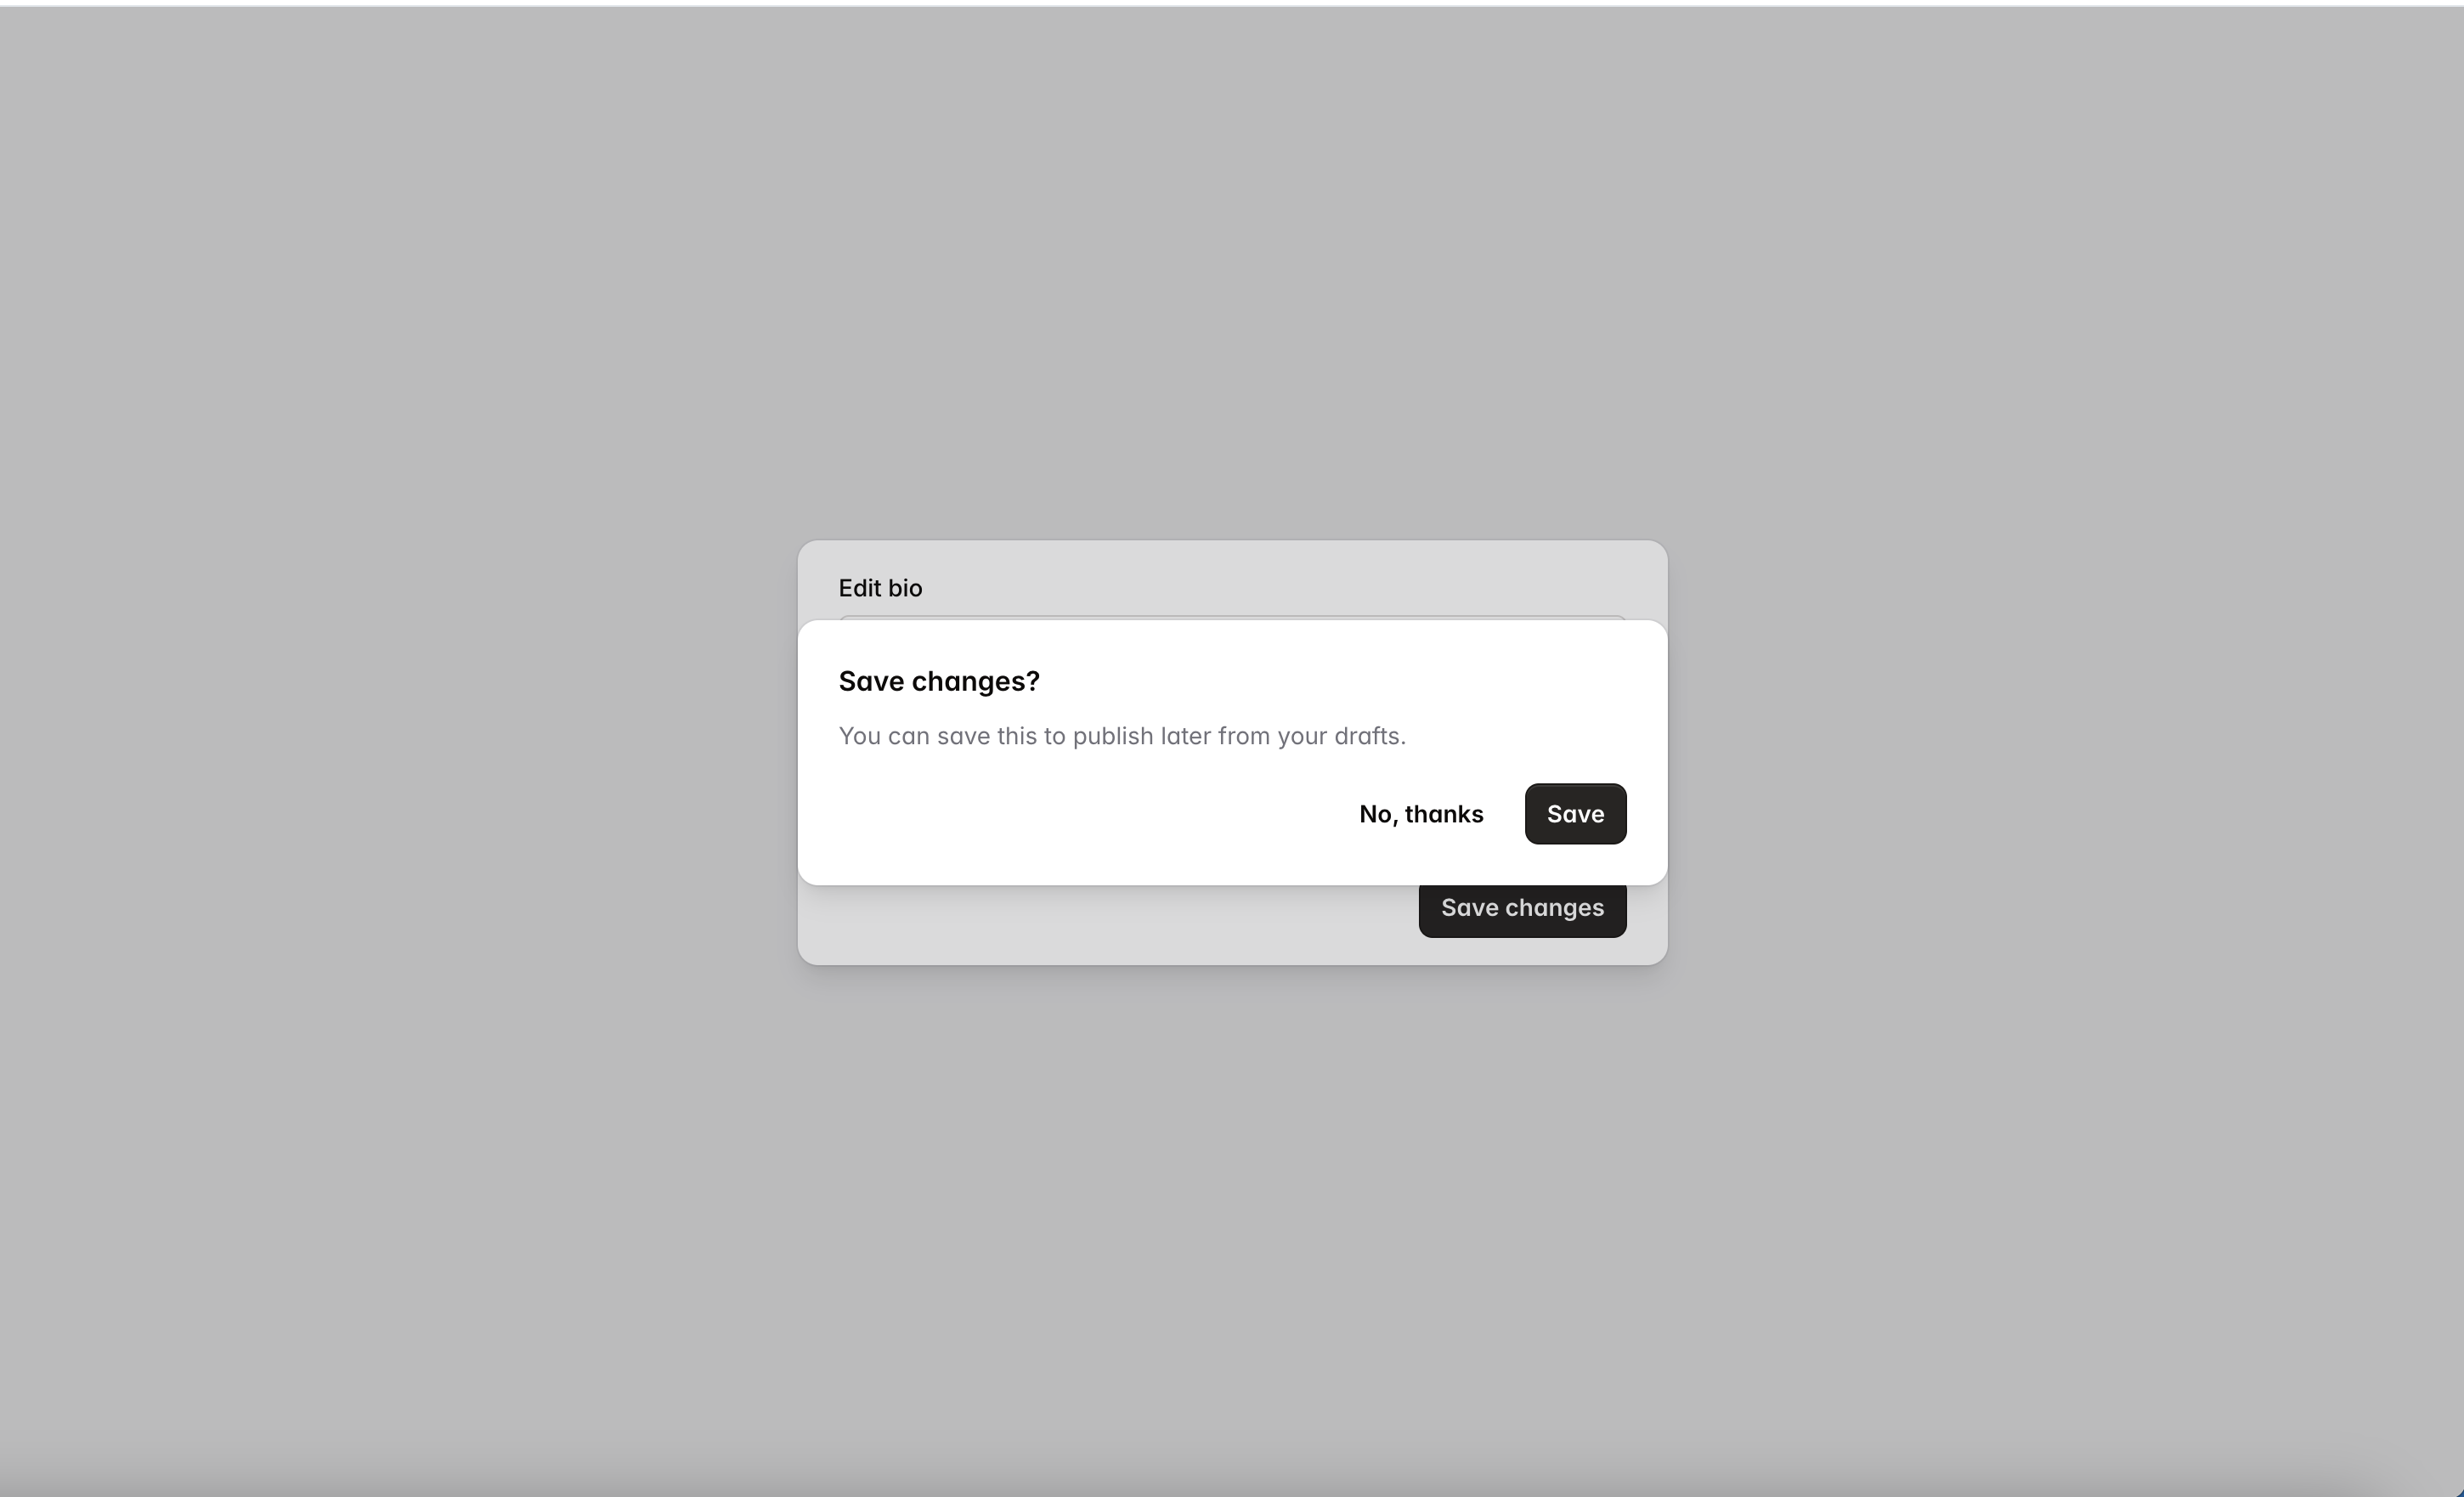 Edit bio
Save changes?
You can save this to publish later from your drafts.
No, thanks
Save
Save changes